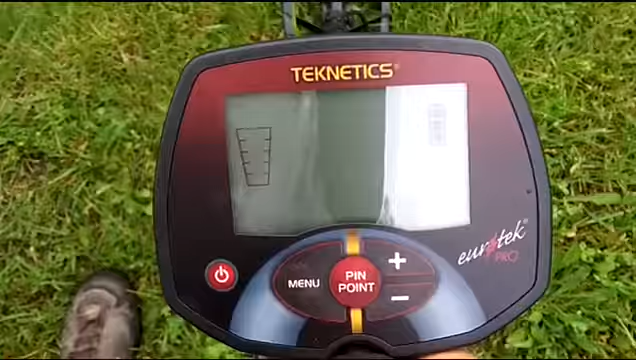 TEKNETICS®
eurotek®
PRO
MENU
PIN
POINT
+
−